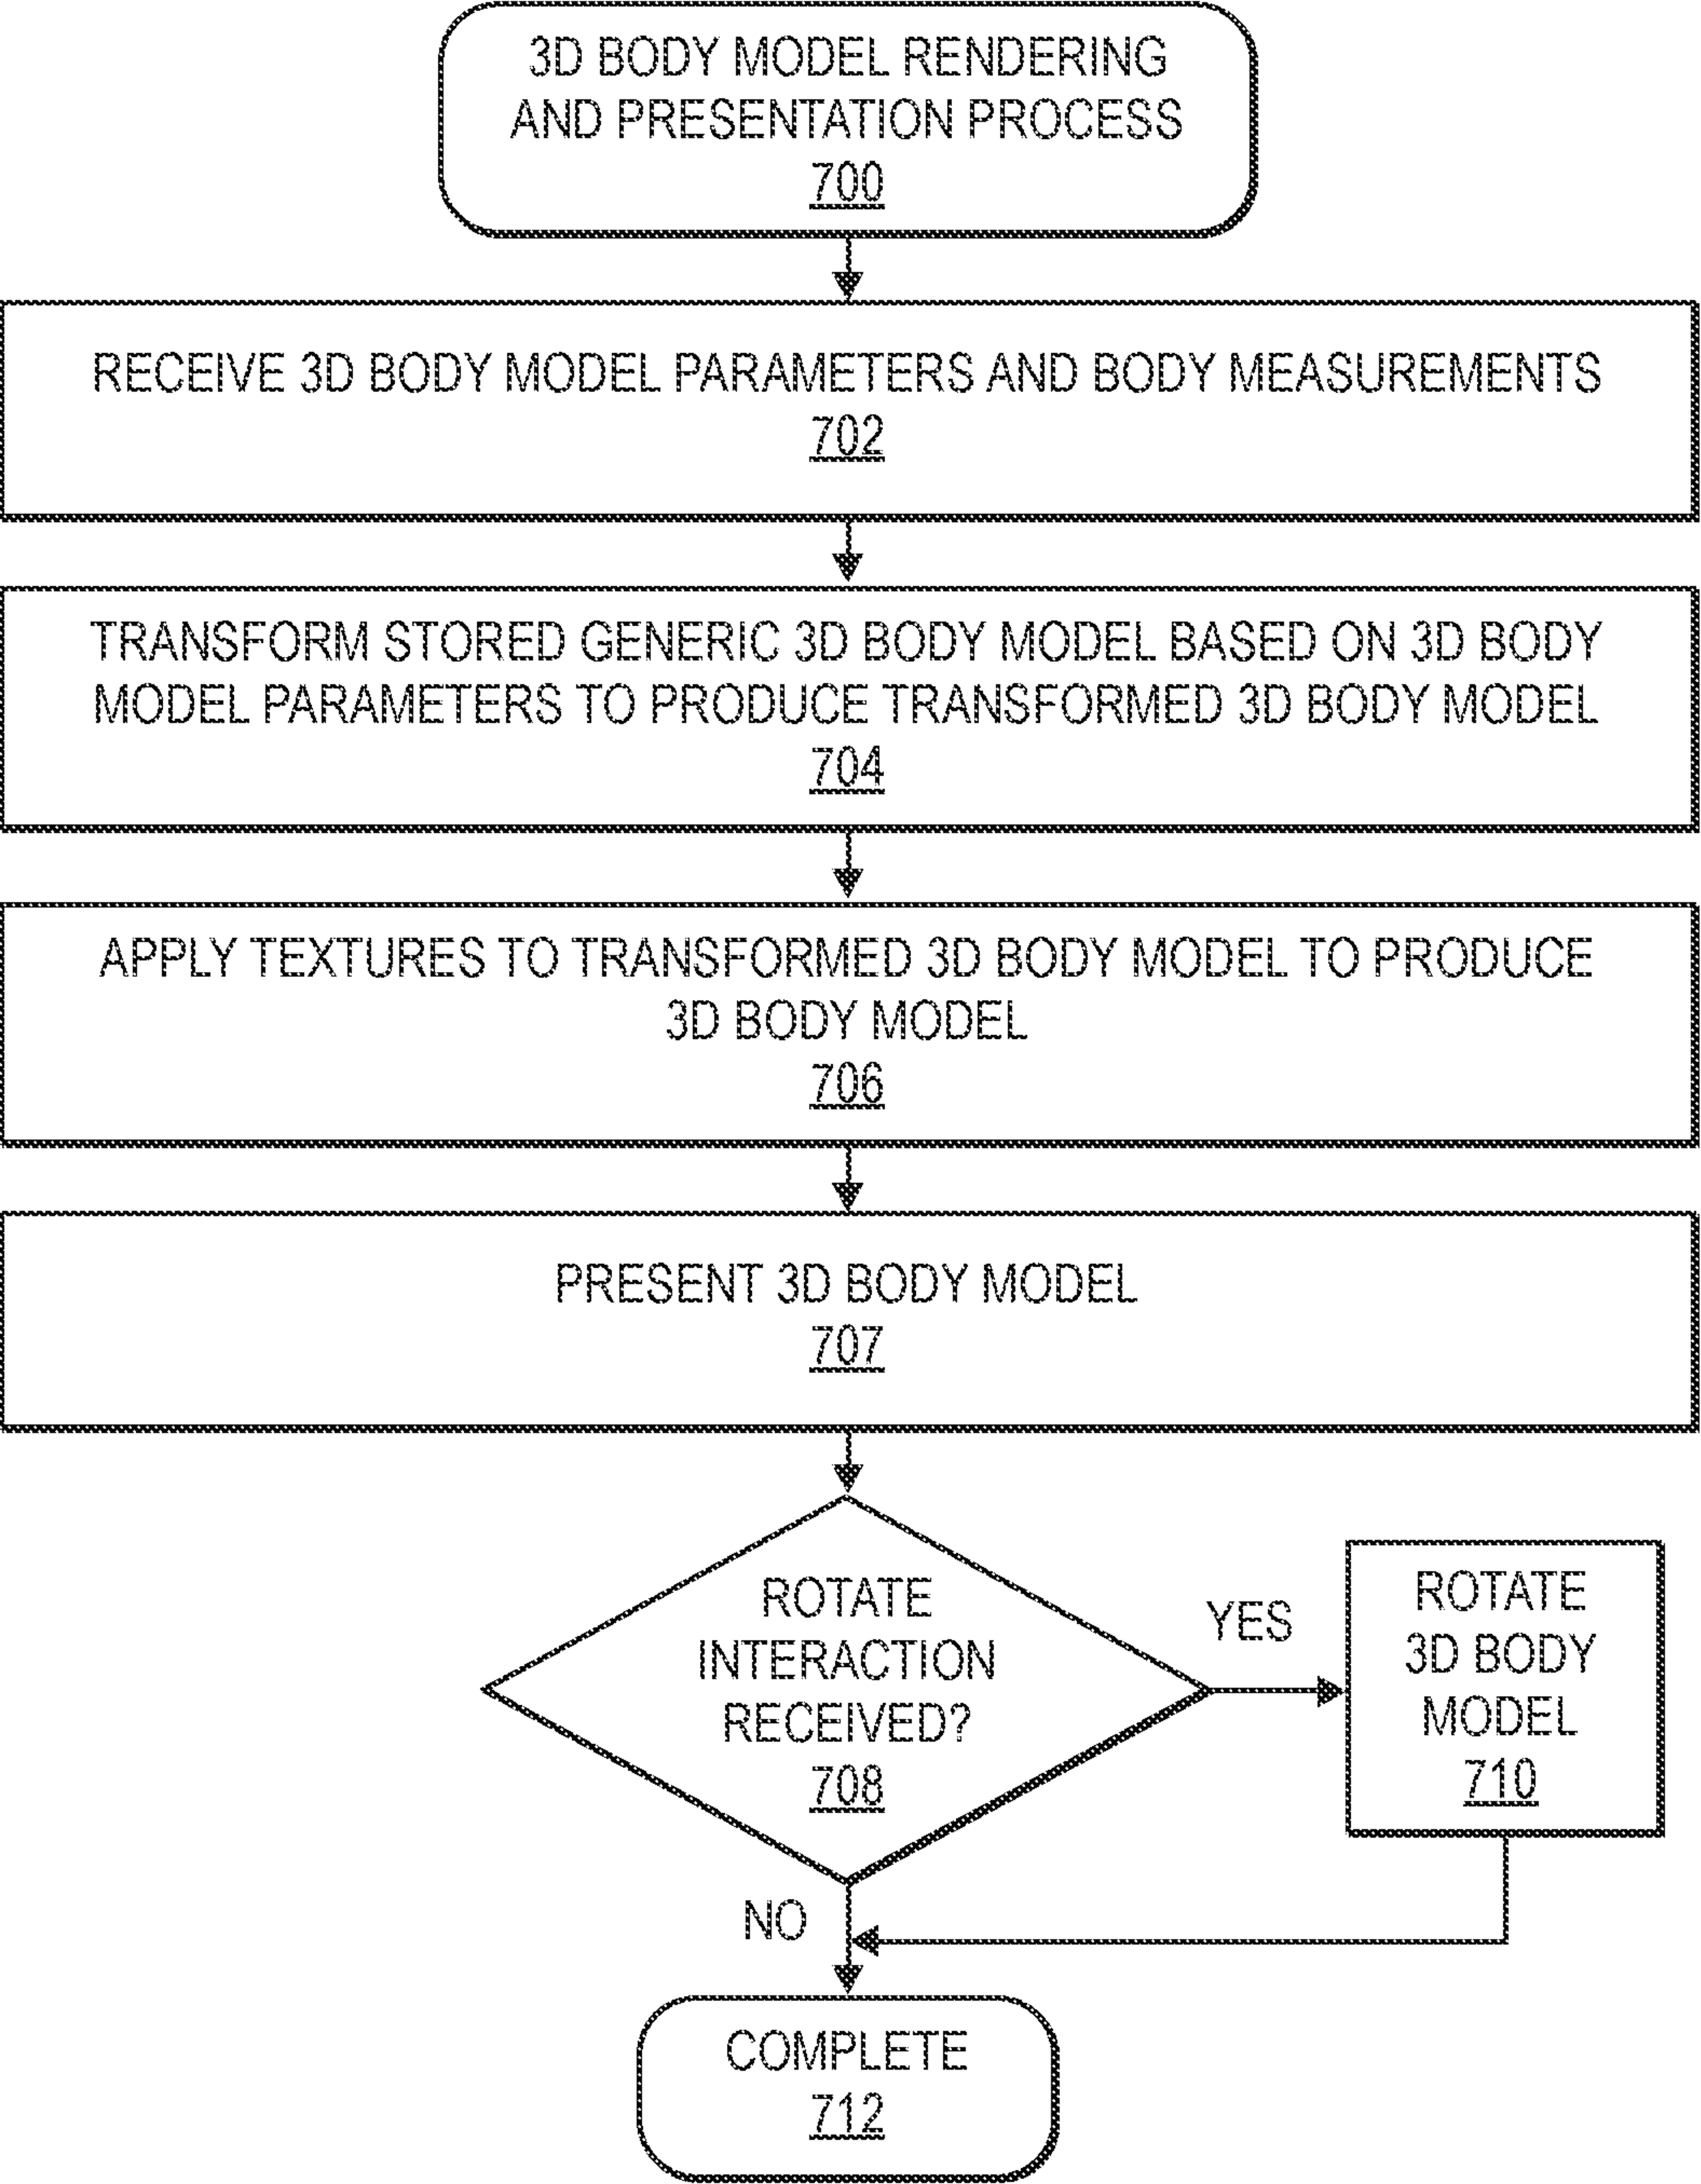 3D BODY MODEL RENDERING
AND PRESENTATION PROCESS
700
RECEIVE 3D BODY MODEL PARAMETERS AND BODY MEASUREMENTS
702
TRANSFORM STORED GENERIC 3D BODY MODEL BASED ON 3D BODY
MODEL PARAMETERS TO PRODUCE TRANSFORMED 3D BODY MODEL
704
APPLY TEXTURES TO TRANSFORMED 3D BODY MODEL TO PRODUCE
3D BODY MODEL
706
PRESENT 3D BODY MODEL
707
ROTATE
INTERACTION
RECEIVED?
708
YES
ROTATE
3D BODY
MODEL
710
NO
COMPLETE
712